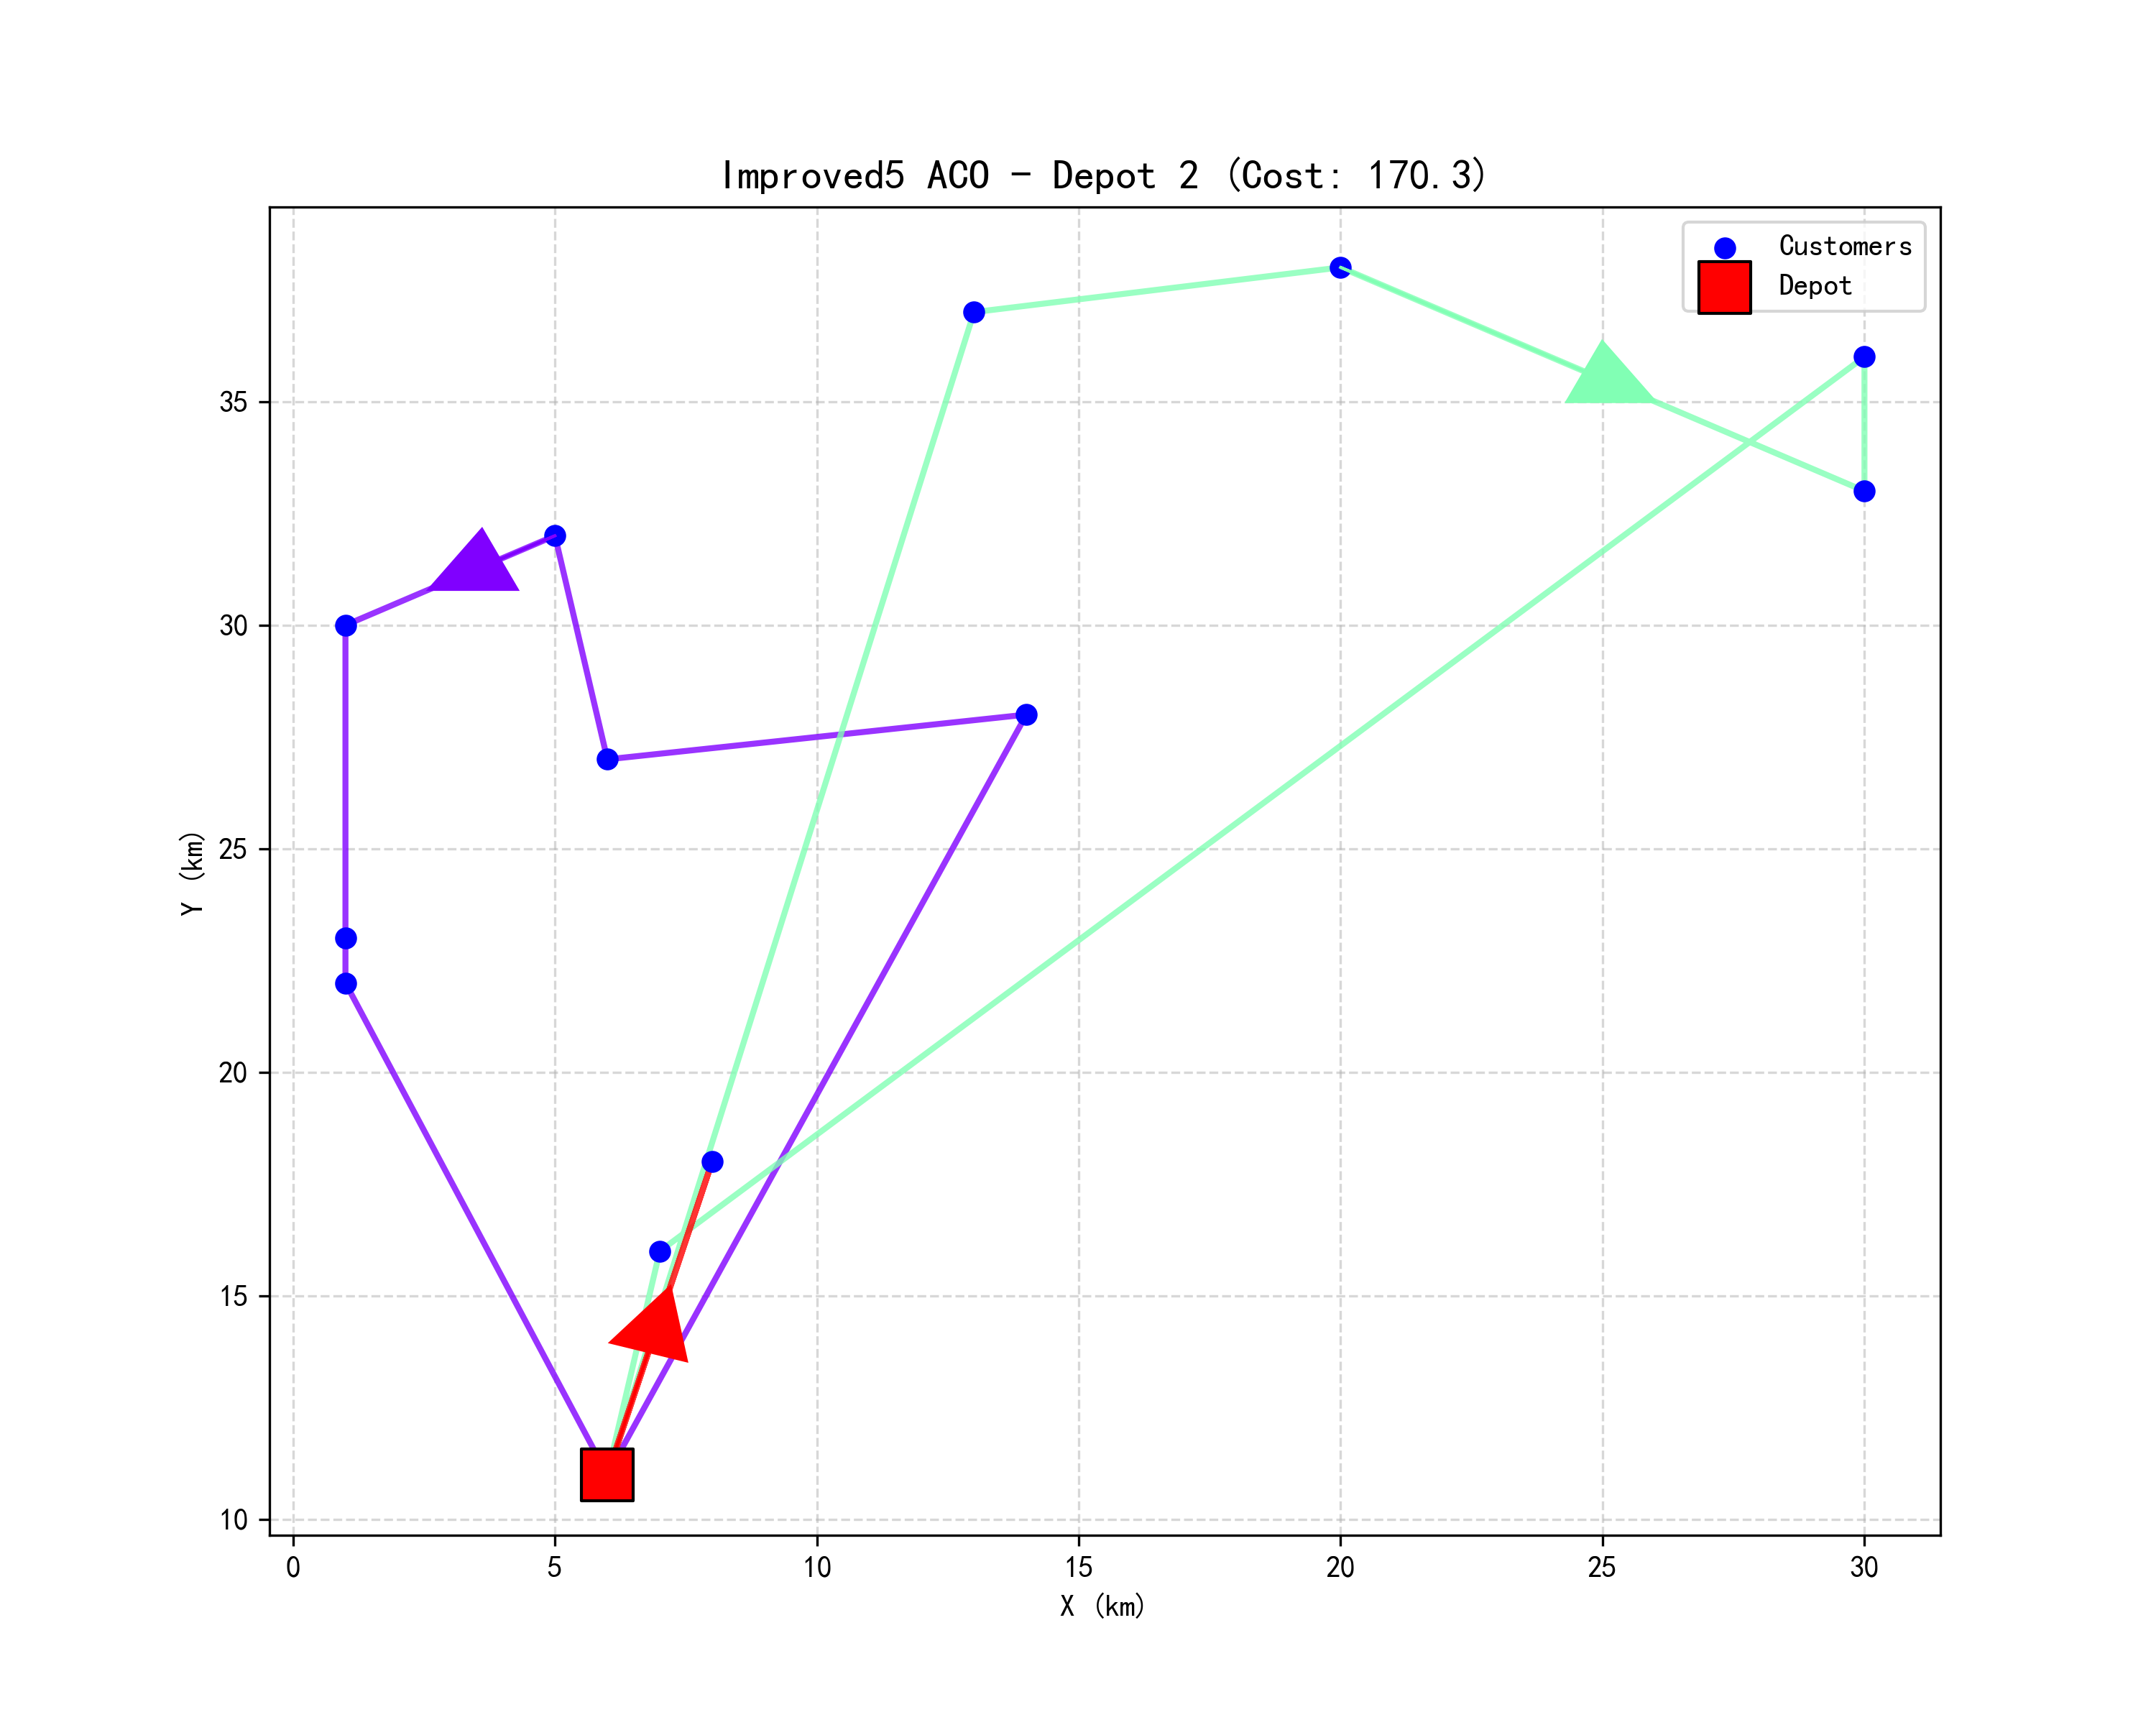 Improved5 ACO - Depot 2 (Cost: 170.3)
Customers
Depot
35
30
25
20
15
10
Y (km)
0 5 10 15 20 25 30
X (km)